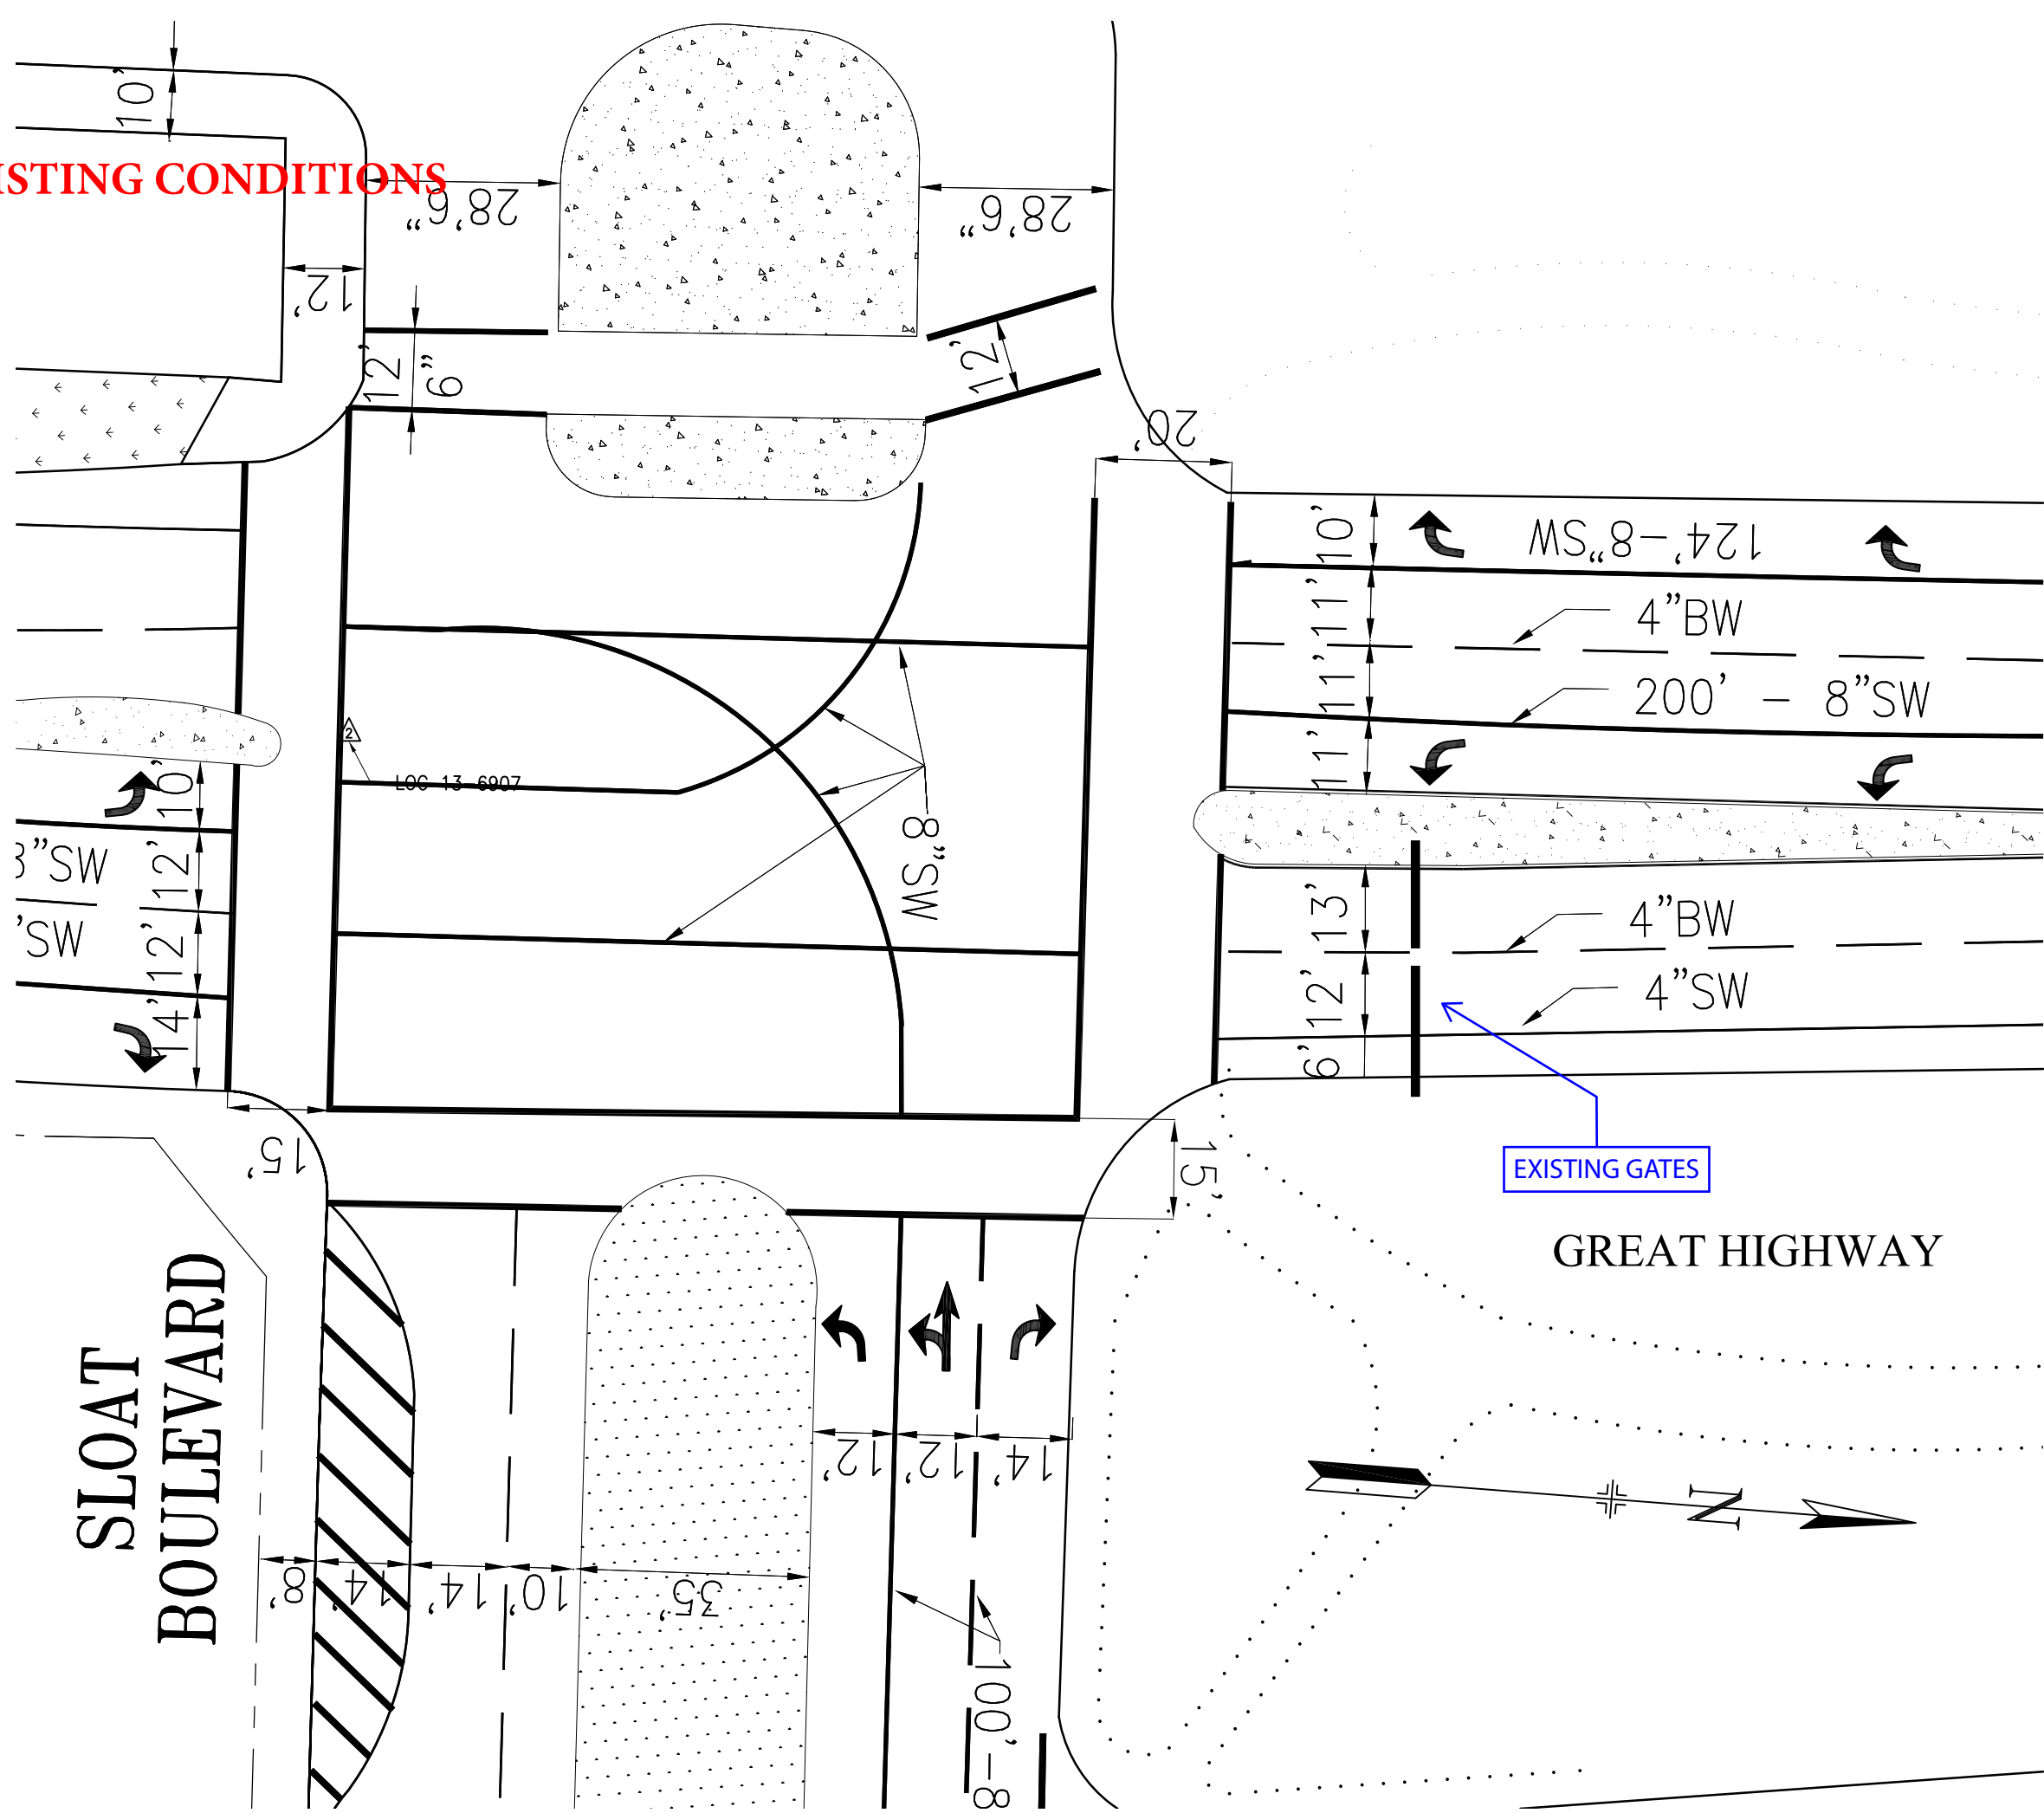 10'
ISTING CONDITIONS
28'6"
28'6"
12'
12'
6"
12'
20'
10'
124'-8"SW
11'
4"BW
11'
200' - 8"SW
11'
2
LOC 13-6907
10'
8"SW
"SW
12'
'SW
12'
14'
13'
4"BW
12'
4"SW
6'
15'
15'
EXISTING GATES
GREAT HIGHWAY
SLOAT
BOULEVARD
12'
12'
14'
N
8'
14'
14'
10'
35'
100'-8